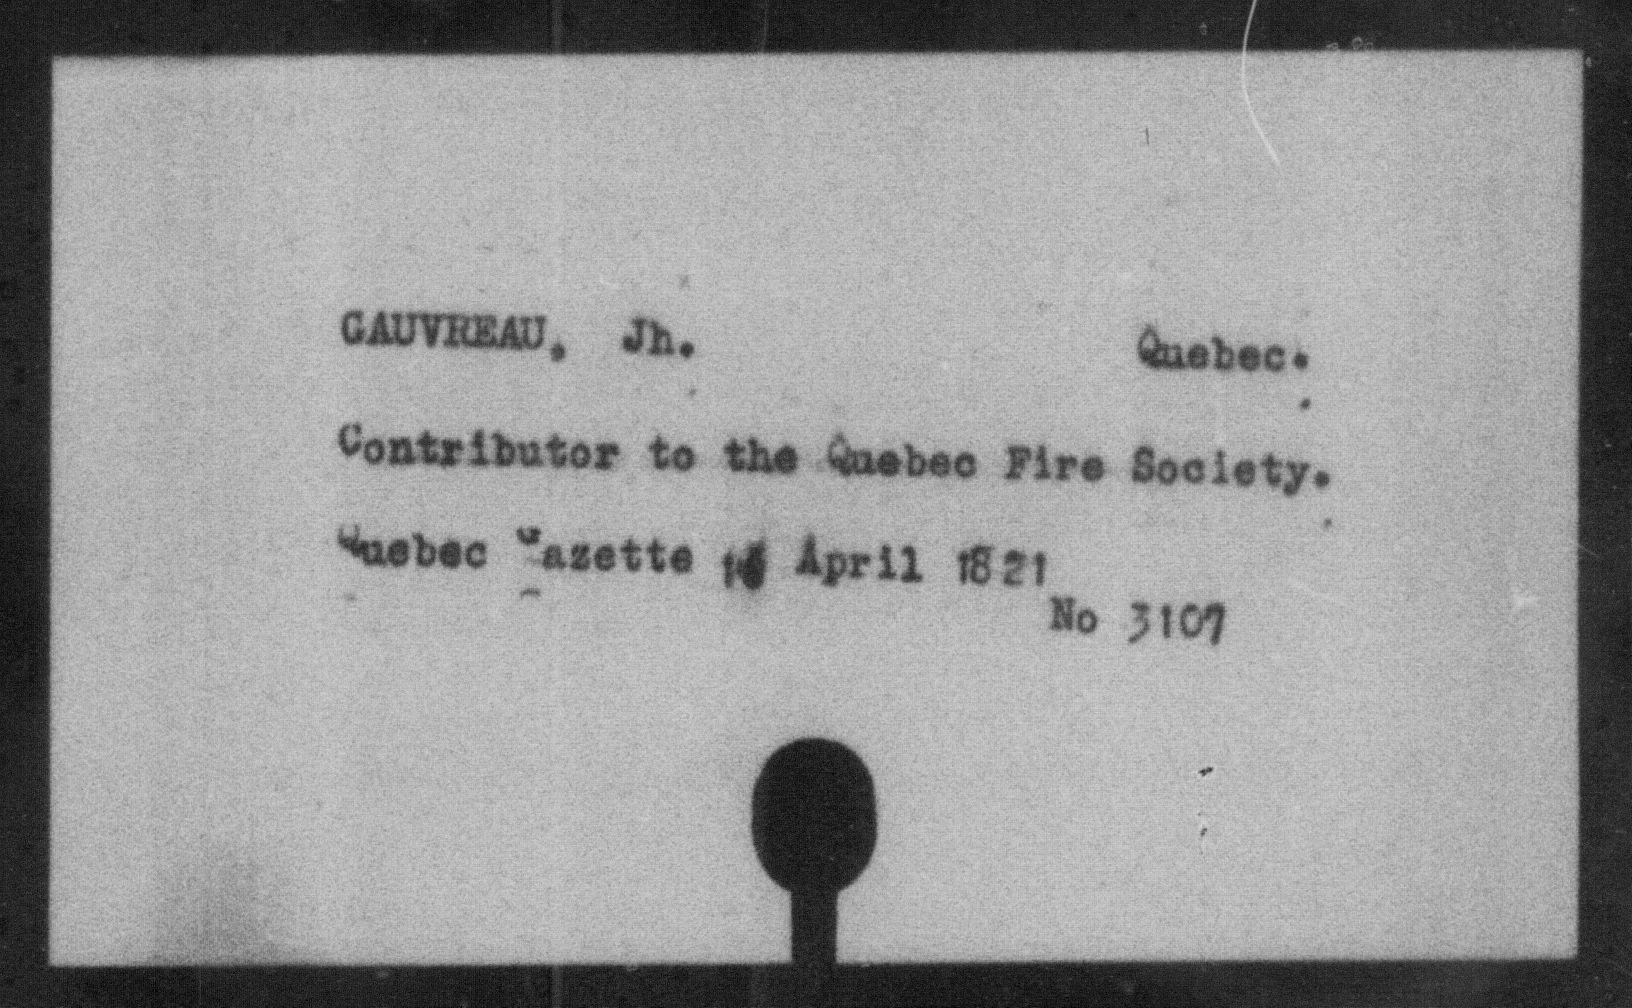 GAUVREAU, Jh. Quebec.
Contributor to the Quebec Fire Society.
Quebec Gazette April 1821
No 3107